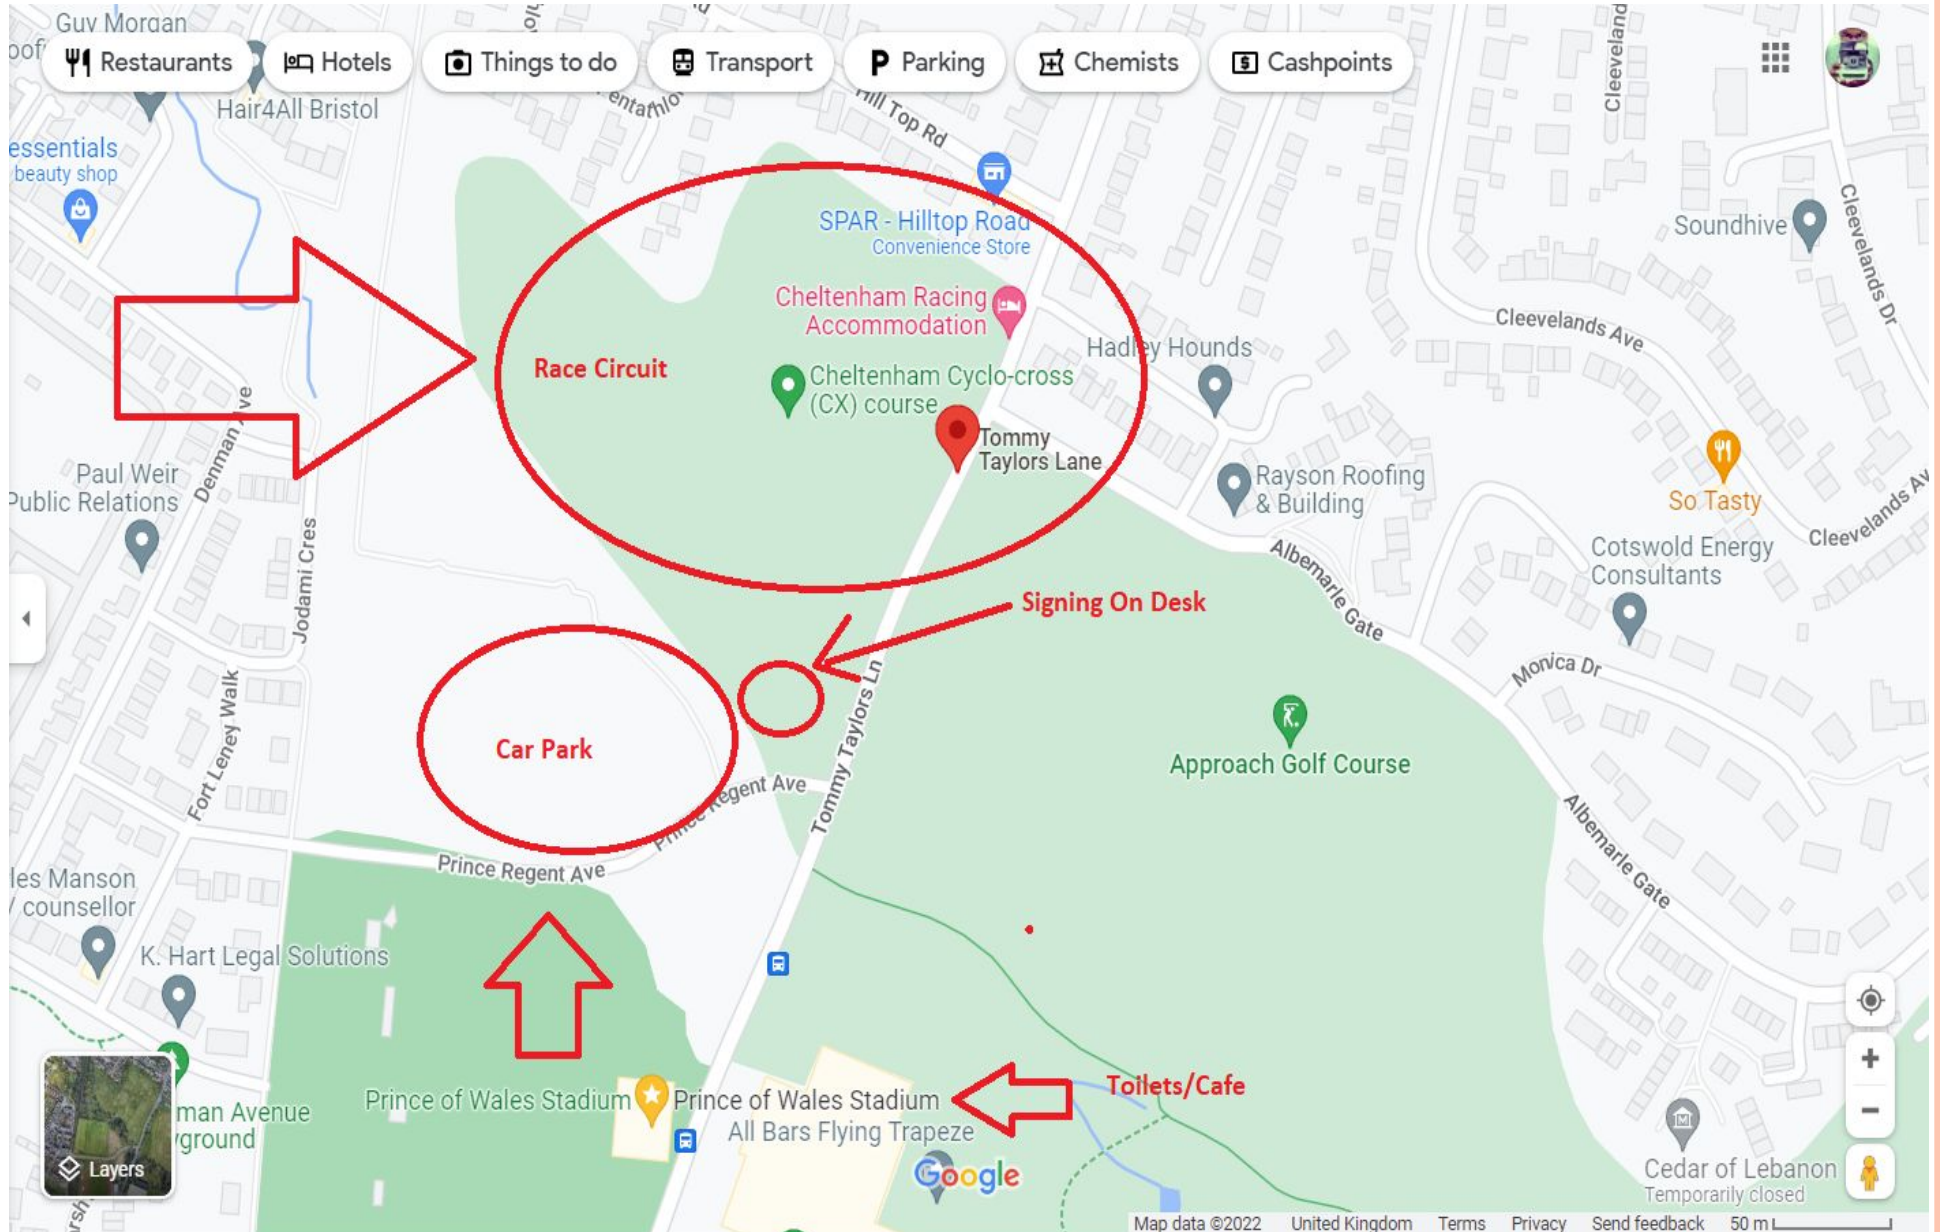 Guy Morgan
Restaurants
Hotels
Things to do
Transport
Parking
Chemists
Cashpoints
Hair4All Bristol
Hill Top Rd
Cleeveland
essentials
beauty shop
SPAR - Hilltop Road
Convenience Store
Soundhive
Cleevelands Dr
Cheltenham Racing
Accommodation
Cleevelands Ave
Hadley Hounds
Race Circuit
Cheltenham Cyclo-cross
(CX) course
Tommy
Taylors Lane
Denman Ave
Paul Weir
Public Relations
Rayson Roofing
& Building
So Tasty
Cleevelands Av
Cotswold Energy
Consultants
Albemarle Gate
Jodami Cres
Signing On Desk
Monica Dr
Fort Leney Walk
Tommy Taylors Ln
Car Park
Approach Golf Course
Prince Regent Ave
Prince Regent Ave
Albemarle Gate
les Manson
/ counsellor
K. Hart Legal Solutions
Prince of Wales Stadium
Prince of Wales Stadium
Toilets/Cafe
man Avenue
yground
All Bars Flying Trapeze
Layers
Google
Cedar of Lebanon
Temporarily closed
Map data ©2022 United Kingdom Terms Privacy Send feedback 50 m